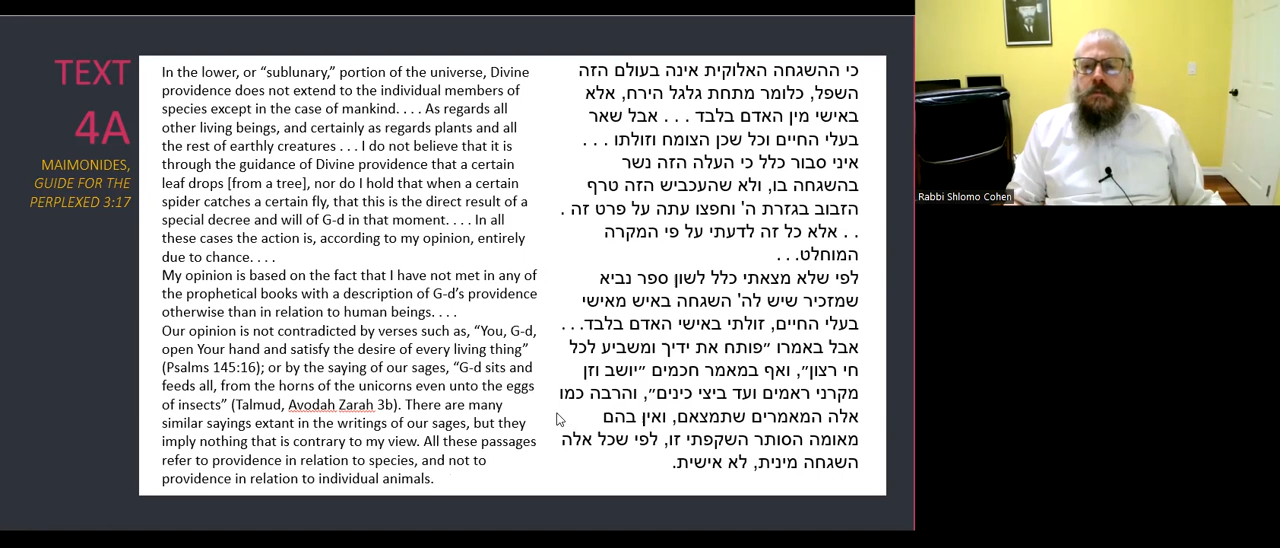 TEXT
4A
MAIMONIDES,
GUIDE FOR THE
PERPLEXED 3:17
In the lower, or “sublunary,” portion of the universe, Divine
providence does not extend to the individual members of
species except in the case of mankind. . . . As regards all
other living beings, and certainly as regards plants and all
the rest of earthly creatures . . . I do not believe that it is
through the guidance of Divine providence that a certain
leaf drops [from a tree], nor do I hold that when a certain
spider catches a certain fly, that this is the direct result of a
special decree and will of G-d in that moment. . . . In all
these cases the action is, according to my opinion, entirely
due to chance. . . .
My opinion is based on the fact that I have not met in any of
the prophetical books with a description of G-d’s providence
otherwise than in relation to human beings. . . .
Our opinion is not contradicted by verses such as, “You, G-d,
open Your hand and satisfy the desire of every living thing”
(Psalms 145:16); or by the saying of our sages, “G-d sits and
feeds all, from the horns of the unicorns even unto the eggs
of insects” (Talmud, Avodah Zarah 3b). There are many
similar sayings extant in the writings of our sages, but they
imply nothing that is contrary to my view. All these passages
refer to providence in relation to species, and not to
providence in relation to individual animals.
כי ההשגחה האלוקית אינה בעולם הזה
השפל, כלומר מתחת גלגל הירח, אלא
באישי מין האדם בלבד . . . אבל שאר
בעלי החיים וכל שכן הצומח וזולתו . . .
איני סבור כלל כי העלה הזה נשר
בהשגחה בו, ולא שהעכביש הזה טרף
הזבוב בגזרת ה' וחפצו עתה על פרט זה .
. . אלא כל זה לדעתי על פי המקרה
המוחלט. . .
לפי שלא מצאתי כלל לשון ספר נביא
שמזכיר שיש לה' השגחה באיש מאישי
בעלי החיים, זולתי באישי האדם בלבד. . .
אבל באמרו ״פותח את ידיך ומשביע לכל
חי רצון״, ואף במאמר חכמים ״יושב וזן
מקרני ראמים ועד ביצי כינים״, והרבה כמו
אלה המאמרים שתמצאם, ואין בהם
מאומה הסותר השקפתי זו, לפי שכל אלה
השגחה מינית, לא אישית.
Rabbi Shlomo Cohen